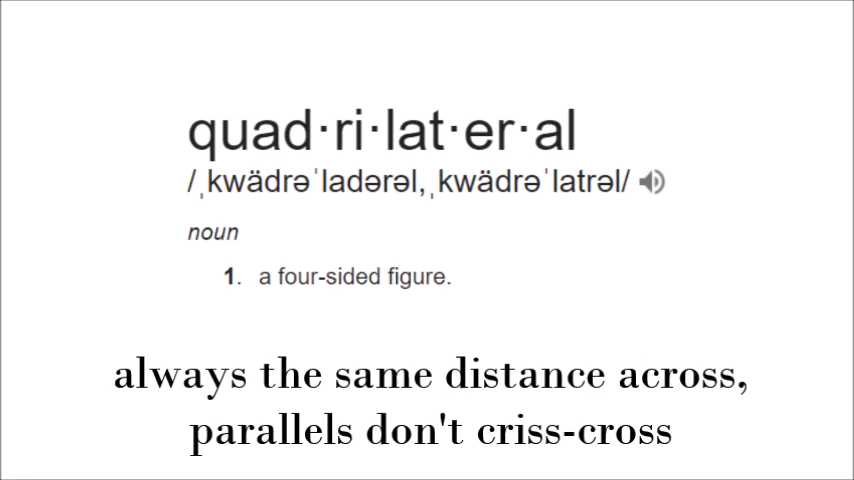 quad·ri·lat·er·al
/ˌkwädrəˈladərəl,ˌkwädrəˈlatrəl/
noun
1. a four-sided figure.
always the same distance across,
parallels don't criss-cross